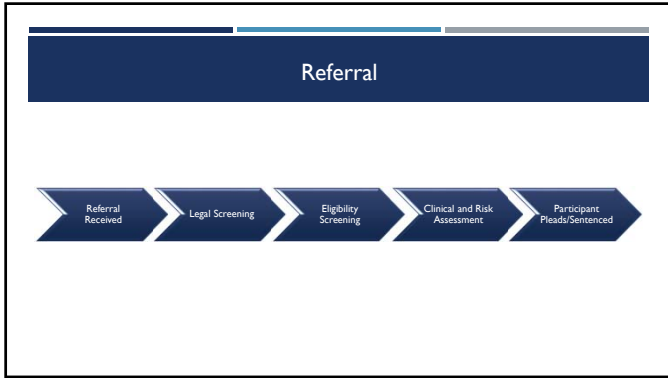 Referral
Referral
Received
Legal Screening
Eligibility
Screening
Clinical and Risk
Assessment
Participant
Pleads/Sentenced